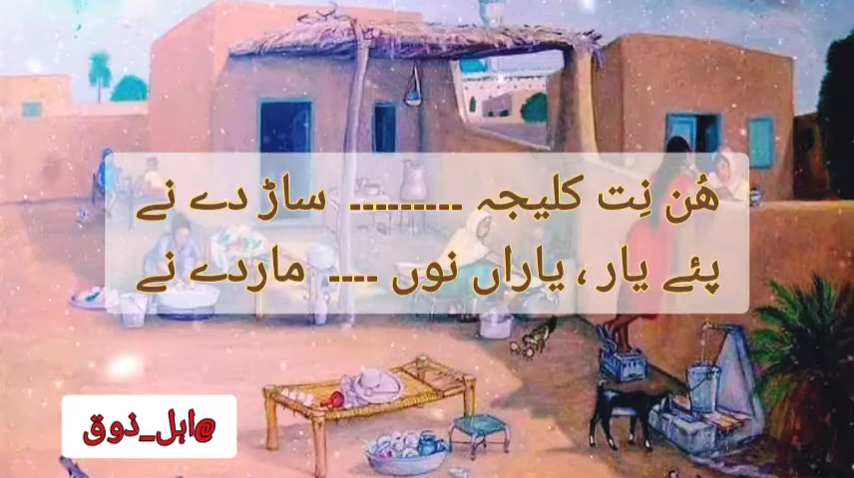 ھُن نِت کلیجہ --------- ساڑ دے نے
پئے یار ، یاراں نوں ---- ماردے نے
@اہل_ذوق